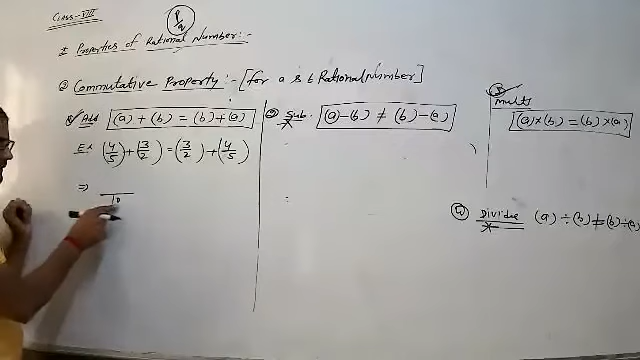 Class-VIII
P/q
± Properties of Rational Number:-
@ Commutative Property:- [for a & b Rational Number]
① Add (a) + (b) = (b) + (a)
Ex (4/5) + (3/2) = (3/2) + (4/5)
⇒ 10
② Sub. (a) - (b) ≠ (b) - (a)
③ multi (a) × (b) = (b) × (a)
④ Divide (a) ÷ (b) ≠ (b) ÷ (a)